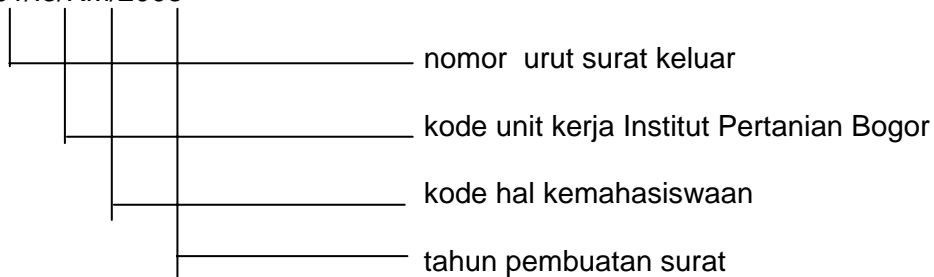 nomor urut surat keluar
kode unit kerja Institut Pertanian Bogor
kode hal kemahasiswaan
tahun pembuatan surat